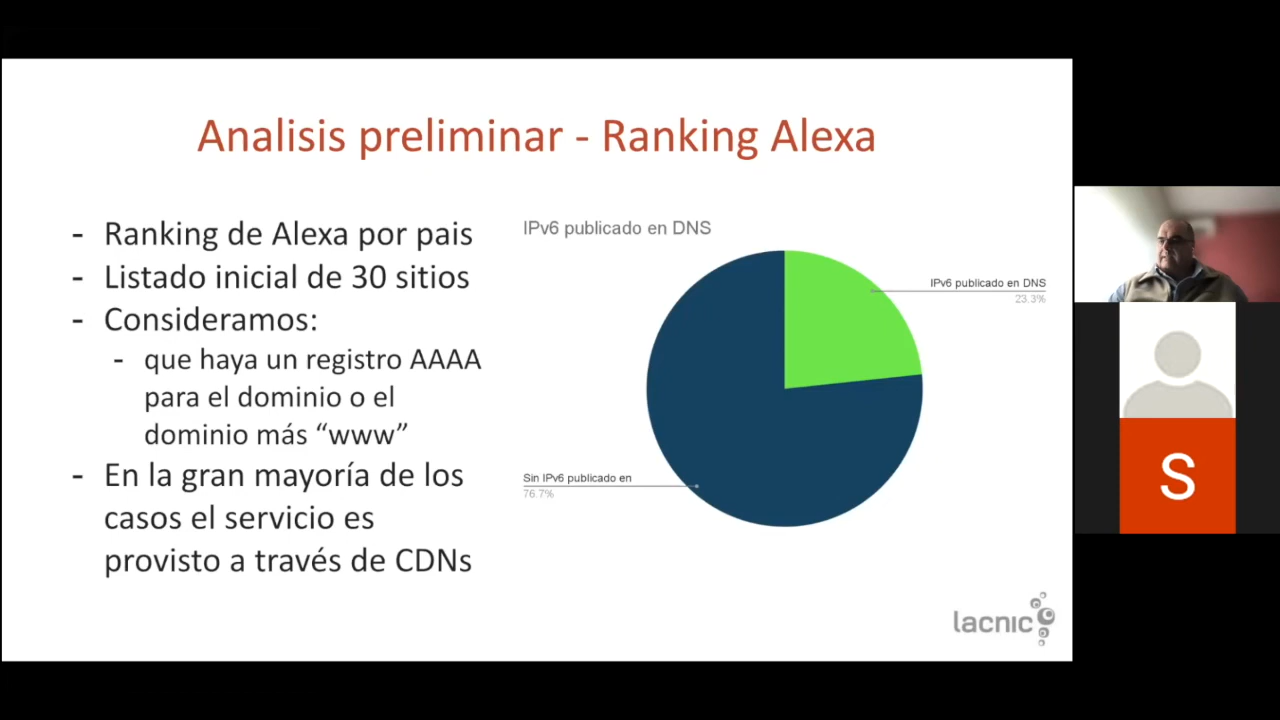 Analisis preliminar - Ranking Alexa
- Ranking de Alexa por pais
- Listado inicial de 30 sitios
- Consideramos:
- que haya un registro AAAA
para el dominio o el
dominio más “www”
- En la gran mayoría de los
casos el servicio es
provisto a través de CDNs
IPv6 publicado en DNS
IPv6 publicado en DNS
23.3%
Sin IPv6 publicado en
76.7%
lacnic
S